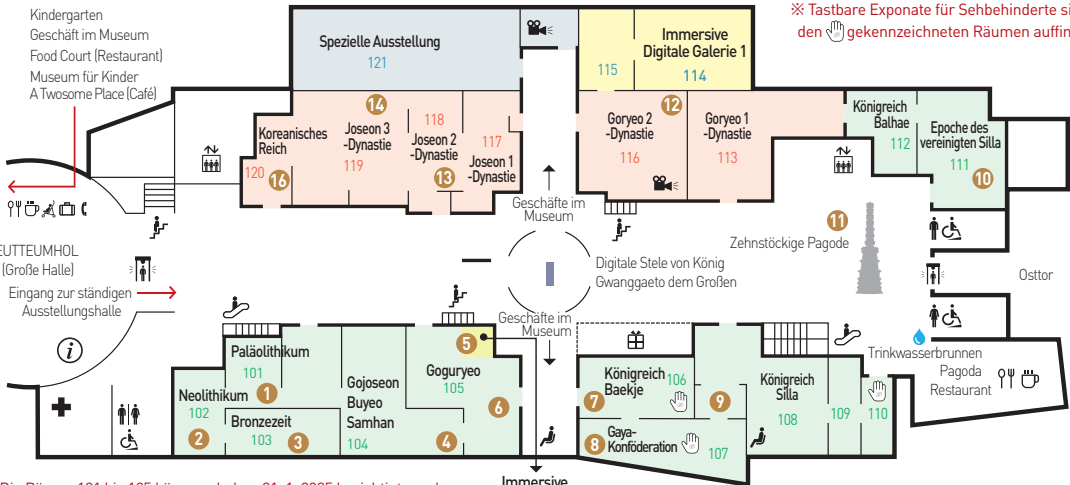 Kindergarten
Geschäft im Museum
Food Court (Restaurant)
Museum für Kinder
A Twosome Place (Café)
※ Tastbare Exponate für Sehbehinderte
den gekennzeichneten Räumen
Spezielle Ausstellung
121
115
Immersive
Digitale Galerie 1
114
14
Koreanisches
Reich
120
16
Joseon 3
-Dynastie
119
118
Joseon 2
-Dynastie
13
117
Joseon 1
-Dynastie
12
Goryeo 2
-Dynastie
116
Goryeo 1
-Dynastie
113
Königreich
Balhae
112
Epoche des
vereinigten Silla
111
10
Geschäfte im
Museum
11
Zehnstöckige Pagode
(Große Halle)
Eingang zur ständigen
Ausstellungshalle
Digitale Stele von König
Gwanggaeto dem Großen
Osttor
Geschäfte im
Museum
Trinkwasserbrunnen
Pagoda
Restaurant
i
Paläolithikum
101
1
Neolithikum
102
2
Bronzezeit
103
3
Gojoseon
Buyeo
Samhan
104
4
5
Goguryeo
105
6
Königreich
Baekje
106
7
8
Gaya-
Konföderation
107
9
Königreich
Silla
108
109
110
Immersive